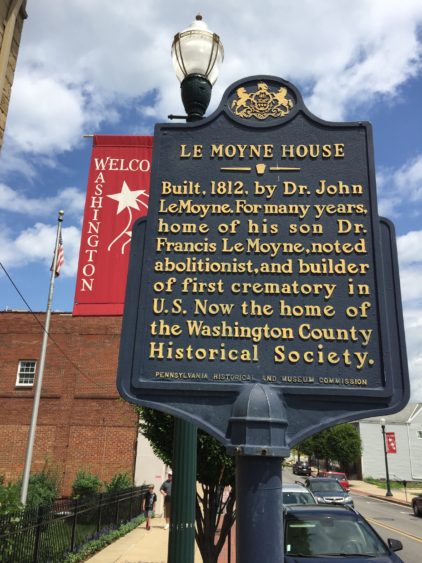 WELCO
WASHINGTON
LE MOYNE HOUSE
Built, 1812, by Dr. John
LeMoyne. For many years,
home of his son Dr.
Francis LeMoyne, noted
abolitionist, and builder
of first crematory in
U.S. Now the home of
the Washington County
Historical Society.
PENNSYLVANIA HISTORICAL AND MUSEUM COMMISSION